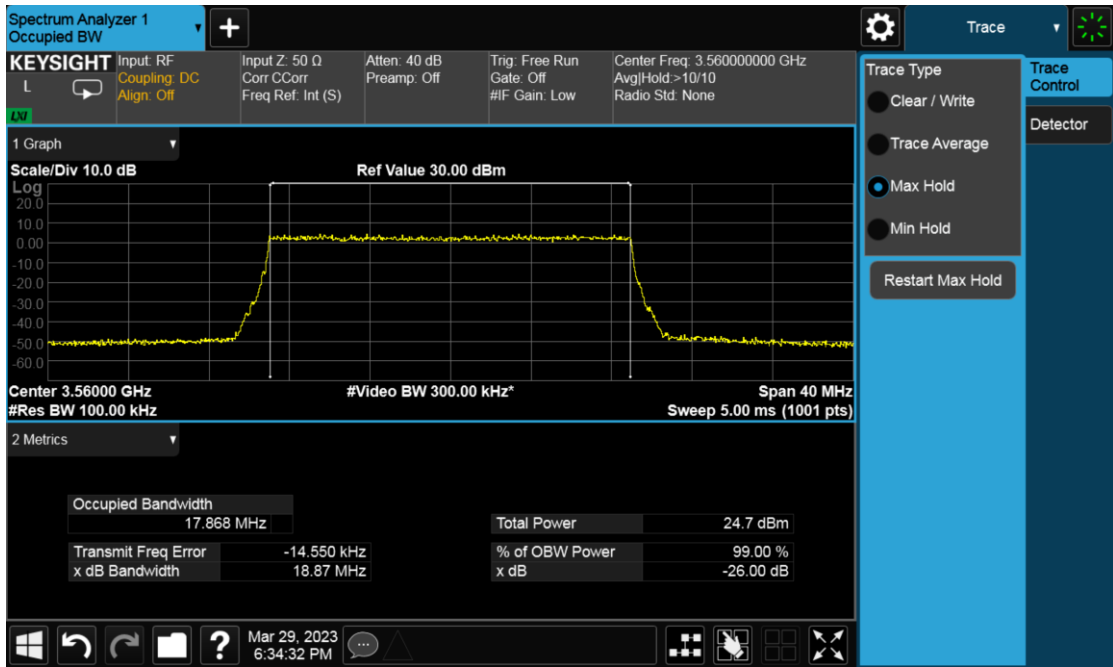 Spectrum Analyzer 1
Occupied BW
+
Trace
KEYSIGHT
L
LXI
Input: RF
Coupling: DC
Align: Off
Input Z: 50 Ω
Corr CCorr
Freq Ref: Int (S)
Atten: 40 dB
Preamp: Off
Trig: Free Run
Gate: Off
#IF Gain: Low
Center Freq: 3.560000000 GHz
Avg|Hold:>10/10
Radio Std: None
Trace Type
Clear / Write
Trace Average
Max Hold
Min Hold
Restart Max Hold
Trace
Control
Detector
1 Graph
Scale/Div 10.0 dB
Ref Value 30.00 dBm
Log
20.0
10.0
0.00
-10.0
-20.0
-30.0
-40.0
-50.0
-60.0
Center 3.56000 GHz
#Video BW 300.00 kHz*
Span 40 MHz
#Res BW 100.00 kHz
Sweep 5.00 ms (1001 pts)
2 Metrics
Occupied Bandwidth
17.868 MHz
Total Power 24.7 dBm
Transmit Freq Error -14.550 kHz
% of OBW Power 99.00 %
x dB Bandwidth 18.87 MHz
x dB -26.00 dB
?
Mar 29, 2023
6:34:32 PM